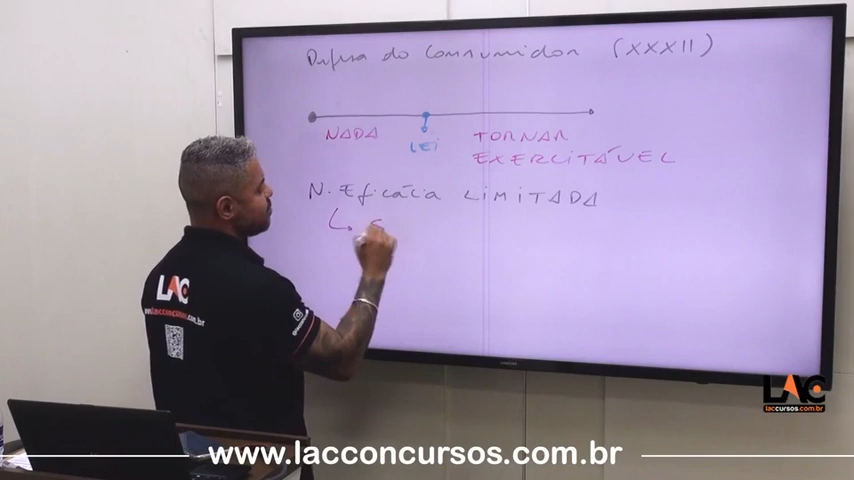 Defesa do Consumidor (XXXII)
NADA
LEI
TORNAR
EXERCITÁVEL
N. Eficácia LIMITADA
L. S
LAC
www.lacconcursos.com.br
LAC
laccursos.com.br
www.lacconcursos.com.br